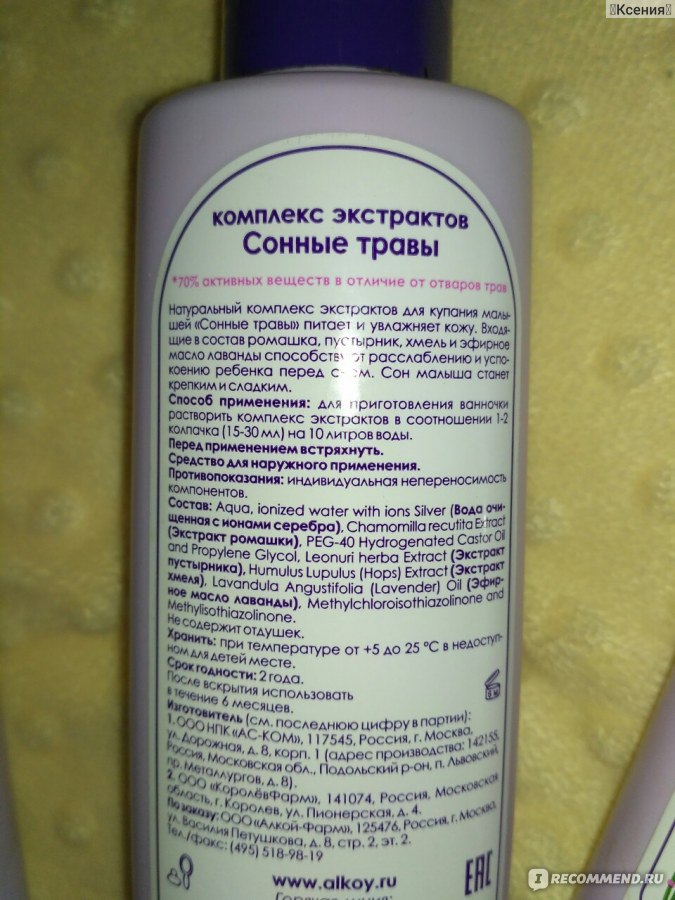 Ксения
комплекс экстрактов
Сонные травы
*70% активных веществ в отличие от отваров трав
Натуральный комплекс экстрактов для купания малы-
шей «Сонные травы» питает и увлажняет кожу. Входя-
щие в состав ромашка, пустырник, хмель и эфирное
масло лаванды способствуют расслаблению и успо-
коению ребенка перед сном. Сон малыша станет
крепким и сладким.
Способ применения: для приготовления ванночки
растворить комплекс экстрактов в соотношении 1-2
колпачка (15-30 мл) на 10 литров воды.
Перед применением встряхнуть.
Средство для наружного применения.
Противопоказания: индивидуальная непереносимость
компонентов.
Состав: Aqua, ionized water with ions Silver (Вода очи-
щенная с ионами серебра), Chamomilla recutita Extract
(Экстракт ромашки), PEG-40 Hydrogenated Castor Oil
and Propylene Glycol, Leonuri herba Extract (Экстракт
пустырника), Humulus Lupulus (Hops) Extract (Экстракт
хмеля), Lavandula Angustifolia (Lavender) Oil (Эфир-
ное масло лаванды), Methylchloroisothiazolinone and
Methylisothiazolinone.
Не содержит отдушек.
Хранить: при температуре от +5 до 25 °C в недоступ-
ном для детей месте.
Срок годности: 2 года.
После вскрытия использовать
в течение 6 месяцев.
Изготовитель (см. последнюю цифру в партии):
1. ООО НПК «АС-КОМ», 117545, Россия, г. Москва,
ул. Дорожная, д. 8, корп. 1 (адрес производства: 142155,
Россия, Московская обл., Подольский р-он, п. Львовский,
пр. Металлургов, д. 8).
2. ООО «КоролёвФарм», 141074, Россия, Московская
область, г. Королев, ул. Пионерская, д. 4.
По заказу: ООО «Алкой-Фарм», 125476, Россия, г. Москва,
ул. Василия Петушкова, д. 8, стр. 2, эт. 2.
Тел./факс: (495) 518-98-19
www.alkoy.ru
EAC
Горячая линия:
I RECOMMEND.RU